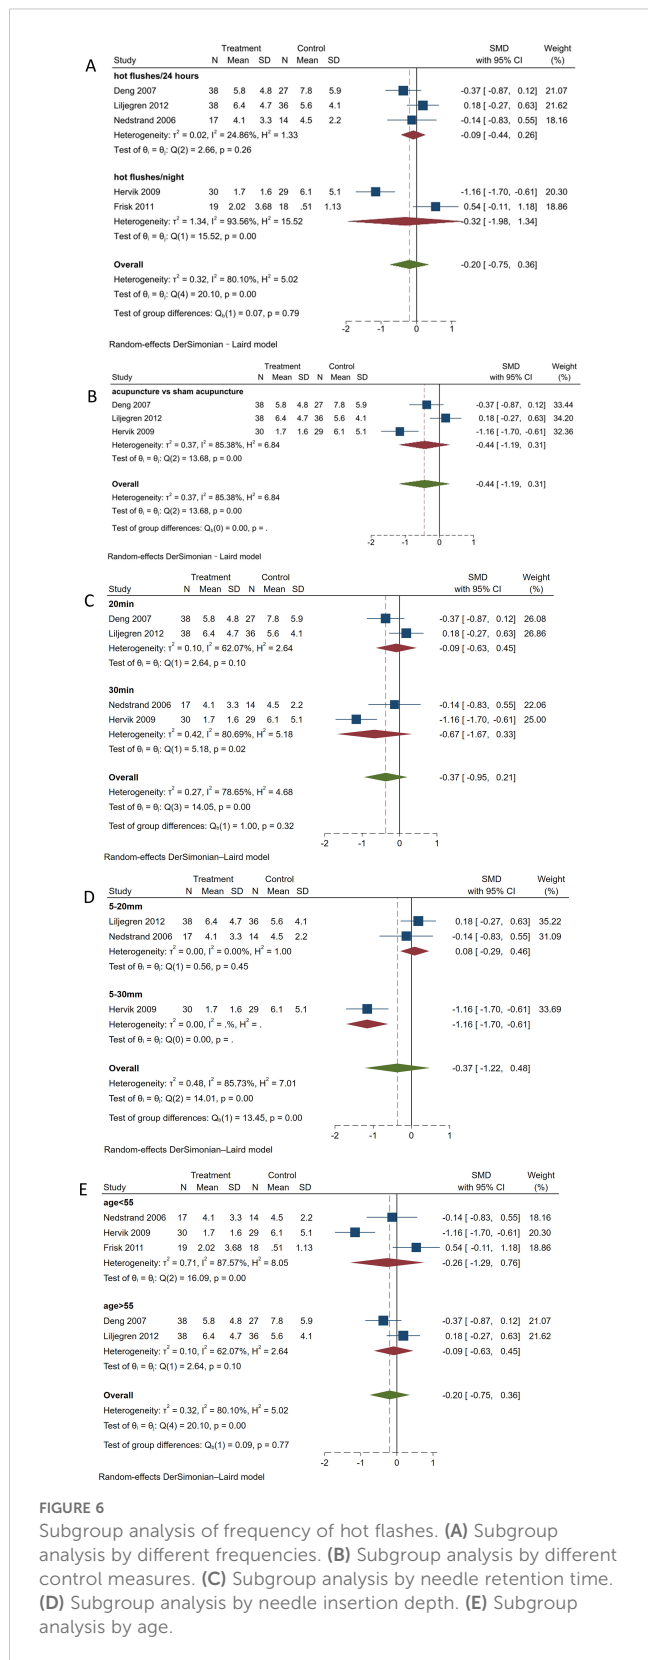 A
Treatment Control SMD Weight
Study N Mean SD N Mean SD with 95% CI (%)
hot flushes/24 hours
Deng 2007 38 5.8 4.8 27 7.8 5.9 -0.37 [ -0.87, 0.12] 21.07
Liljegren 2012 38 6.4 4.7 36 5.6 4.1 0.18 [ -0.27, 0.63] 21.62
Nedstrand 2006 17 4.1 3.3 14 4.5 2.2 -0.14 [ -0.83, 0.55] 18.16
Heterogeneity: τ² = 0.02, I² = 24.86%, H² = 1.33 -0.09 [ -0.44, 0.26]
Test of θᵢ = θⱼ: Q(2) = 2.66, p = 0.26
hot flushes/night
Hervik 2009 30 1.7 1.6 29 6.1 5.1 -1.16 [ -1.70, -0.61] 20.30
Frisk 2011 19 2.02 3.68 18 .51 1.13 0.54 [ -0.11, 1.18] 18.86
Heterogeneity: τ² = 1.34, I² = 93.56%, H² = 15.52 -0.32 [ -1.98, 1.34]
Test of θᵢ = θⱼ: Q(1) = 15.52, p = 0.00
Overall -0.20 [ -0.75, 0.36]
Heterogeneity: τ² = 0.32, I² = 80.10%, H² = 5.02
Test of θᵢ = θⱼ: Q(4) = 20.10, p = 0.00
Test of group differences: Q_b(1) = 0.07, p = 0.79
-2 -1 0 1
Random-effects DerSimonian - Laird model
B
Treatment Control SMD Weight
Study N Mean SD N Mean SD with 95% CI (%)
acupuncture vs sham acupuncture
Deng 2007 38 5.8 4.8 27 7.8 5.9 -0.37 [ -0.87, 0.12] 33.44
Liljegren 2012 38 6.4 4.7 36 5.6 4.1 0.18 [ -0.27, 0.63] 34.20
Hervik 2009 30 1.7 1.6 29 6.1 5.1 -1.16 [ -1.70, -0.61] 32.36
Heterogeneity: τ² = 0.37, I² = 85.38%, H² = 6.84 -0.44 [ -1.19, 0.31]
Test of θᵢ = θⱼ: Q(2) = 13.68, p = 0.00
Overall -0.44 [ -1.19, 0.31]
Heterogeneity: τ² = 0.37, I² = 85.38%, H² = 6.84
Test of θᵢ = θⱼ: Q(2) = 13.68, p = 0.00
Test of group differences: Q_b(0) = 0.00, p = .
-2 -1 0 1
Random-effects DerSimonian - Laird model
C
Treatment Control SMD Weight
Study N Mean SD N Mean SD with 95% CI (%)
20min
Deng 2007 38 5.8 4.8 27 7.8 5.9 -0.37 [ -0.87, 0.12] 26.08
Liljegren 2012 38 6.4 4.7 36 5.6 4.1 0.18 [ -0.27, 0.63] 26.86
Heterogeneity: τ² = 0.10, I² = 62.07%, H² = 2.64 -0.09 [ -0.63, 0.45]
Test of θᵢ = θⱼ: Q(1) = 2.64, p = 0.10
30min
Nedstrand 2006 17 4.1 3.3 14 4.5 2.2 -0.14 [ -0.83, 0.55] 22.06
Hervik 2009 30 1.7 1.6 29 6.1 5.1 -1.16 [ -1.70, -0.61] 25.00
Heterogeneity: τ² = 0.42, I² = 80.69%, H² = 5.18 -0.67 [ -1.67, 0.33]
Test of θᵢ = θⱼ: Q(1) = 5.18, p = 0.02
Overall -0.37 [ -0.95, 0.21]
Heterogeneity: τ² = 0.27, I² = 78.65%, H² = 4.68
Test of θᵢ = θⱼ: Q(3) = 14.05, p = 0.00
Test of group differences: Q_b(1) = 1.00, p = 0.32
-2 -1 0 1
Random-effects DerSimonian–Laird model
D
Treatment Control SMD Weight
Study N Mean SD N Mean SD with 95% CI (%)
5-20mm
Liljegren 2012 38 6.4 4.7 36 5.6 4.1 0.18 [ -0.27, 0.63] 35.22
Nedstrand 2006 17 4.1 3.3 14 4.5 2.2 -0.14 [ -0.83, 0.55] 31.09
Heterogeneity: τ² = 0.00, I² = 0.00%, H² = 1.00 0.08 [ -0.29, 0.46]
Test of θᵢ = θⱼ: Q(1) = 0.56, p = 0.45
5-30mm
Hervik 2009 30 1.7 1.6 29 6.1 5.1 -1.16 [ -1.70, -0.61] 33.69
Heterogeneity: τ² = 0.00, I² = .%, H² = . -1.16 [ -1.70, -0.61]
Test of θᵢ = θⱼ: Q(0) = 0.00, p = .
Overall -0.37 [ -1.22, 0.48]
Heterogeneity: τ² = 0.48, I² = 85.73%, H² = 7.01
Test of θᵢ = θⱼ: Q(2) = 14.01, p = 0.00
Test of group differences: Q_b(1) = 13.45, p = 0.00
-2 -1 0 1
Random-effects DerSimonian–Laird model
E
Treatment Control SMD Weight
Study N Mean SD N Mean SD with 95% CI (%)
age<55
Nedstrand 2006 17 4.1 3.3 14 4.5 2.2 -0.14 [ -0.83, 0.55] 18.16
Hervik 2009 30 1.7 1.6 29 6.1 5.1 -1.16 [ -1.70, -0.61] 20.30
Frisk 2011 19 2.02 3.68 18 .51 1.13 0.54 [ -0.11, 1.18] 18.86
Heterogeneity: τ² = 0.71, I² = 87.57%, H² = 8.05 -0.26 [ -1.29, 0.76]
Test of θᵢ = θⱼ: Q(2) = 16.09, p = 0.00
age>55
Deng 2007 38 5.8 4.8 27 7.8 5.9 -0.37 [ -0.87, 0.12] 21.07
Liljegren 2012 38 6.4 4.7 36 5.6 4.1 0.18 [ -0.27, 0.63] 21.62
Heterogeneity: τ² = 0.10, I² = 62.07%, H² = 2.64 -0.09 [ -0.63, 0.45]
Test of θᵢ = θⱼ: Q(1) = 2.64, p = 0.10
Overall -0.20 [ -0.75, 0.36]
Heterogeneity: τ² = 0.32, I² = 80.10%, H² = 5.02
Test of θᵢ = θⱼ: Q(4) = 20.10, p = 0.00
Test of group differences: Q_b(1) = 0.09, p = 0.77
-2 -1 0 1
Random-effects DerSimonian–Laird model
FIGURE 6
Subgroup analysis of frequency of hot flashes. (A) Subgroup
analysis by different frequencies. (B) Subgroup analysis by different
control measures. (C) Subgroup analysis by needle retention time.
(D) Subgroup analysis by needle insertion depth. (E) Subgroup
analysis by age.